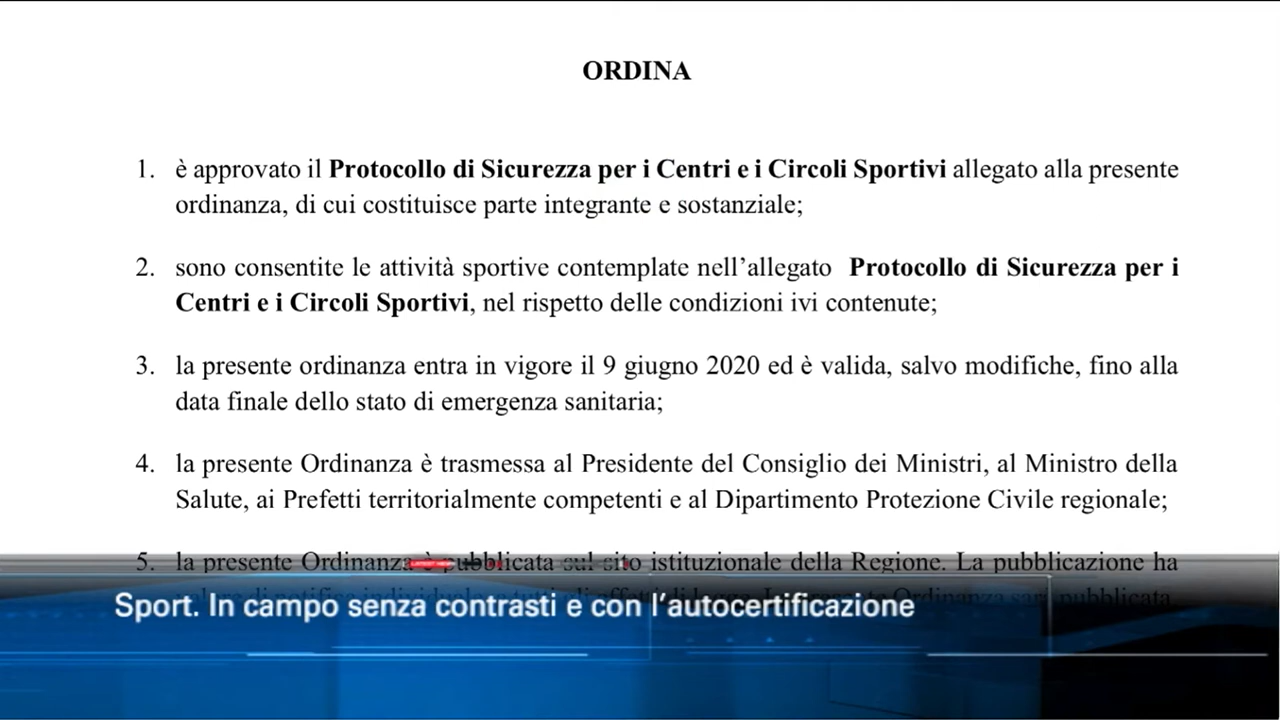 ORDINA
1. è approvato il Protocollo di Sicurezza per i Centri e i Circoli Sportivi allegato alla presente
ordinanza, di cui costituisce parte integrante e sostanziale;
2. sono consentite le attività sportive contemplate nell’allegato Protocollo di Sicurezza per i
Centri e i Circoli Sportivi, nel rispetto delle condizioni ivi contenute;
3. la presente ordinanza entra in vigore il 9 giugno 2020 ed è valida, salvo modifiche, fino alla
data finale dello stato di emergenza sanitaria;
4. la presente Ordinanza è trasmessa al Presidente del Consiglio dei Ministri, al Ministro della
Salute, ai Prefetti territorialmente competenti e al Dipartimento Protezione Civile regionale;
5. la presente Ordinanza è pubblicata sul sito istituzionale della Regione. La pubblicazione ha
Ordinanza sarà pubblicata
Sport. In campo senza contrasti e con l’autocertificazione